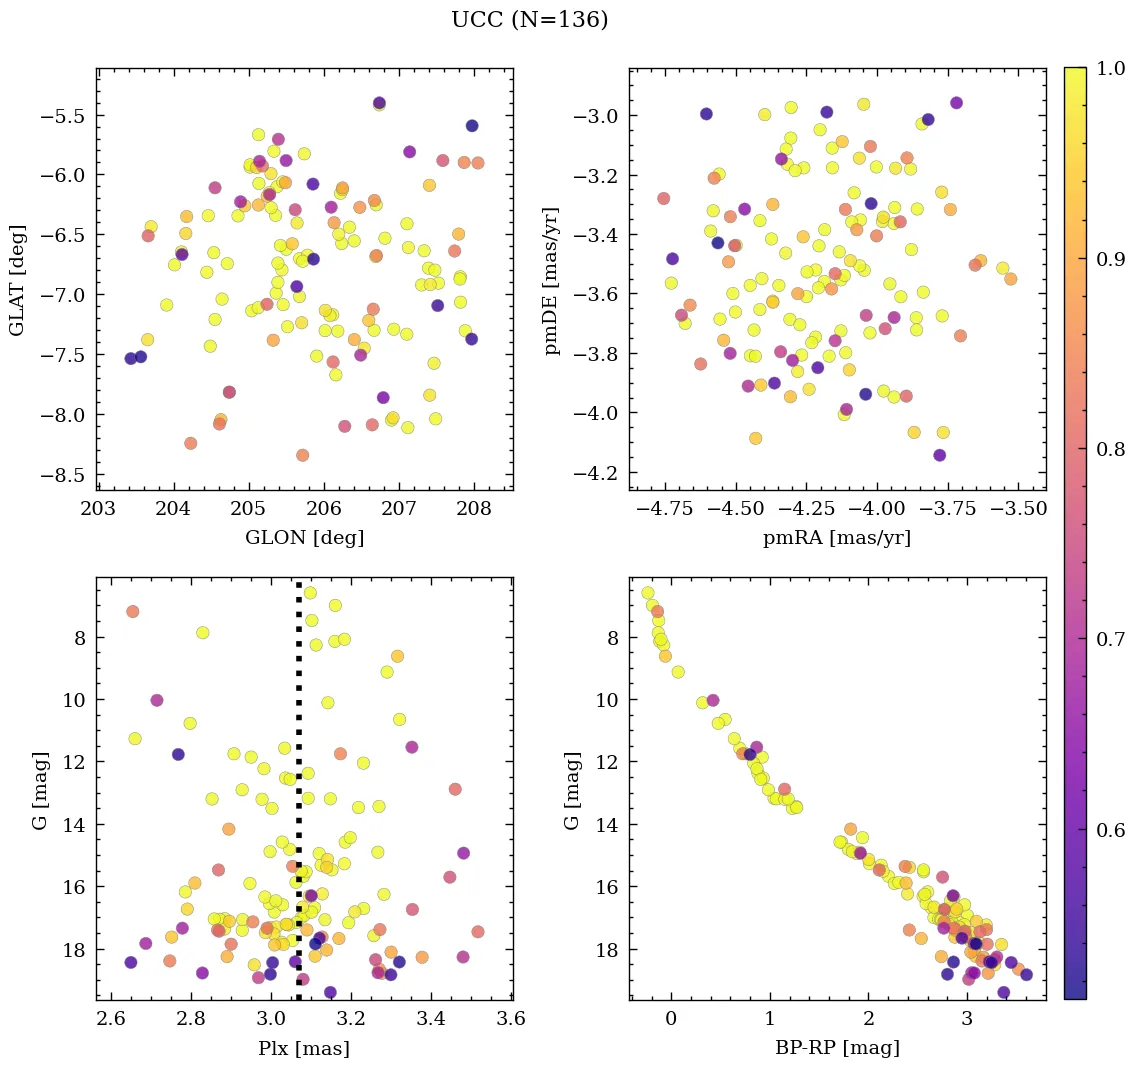 UCC (N=136)
−5.5
−6.0
−6.5
−7.0
−7.5
−8.0
−8.5
GLAT [deg]
203 204 205 206 207 208
GLON [deg]
−3.0
−3.2
−3.4
−3.6
−3.8
−4.0
−4.2
pmDE [mas/yr]
−4.75 −4.50 −4.25 −4.00 −3.75 −3.50
pmRA [mas/yr]
8
10
12
14
16
18
G [mag]
2.6 2.8 3.0 3.2 3.4 3.6
Plx [mas]
8
10
12
14
16
18
G [mag]
0 1 2 3
BP-RP [mag]
1.0
0.9
0.8
0.7
0.6